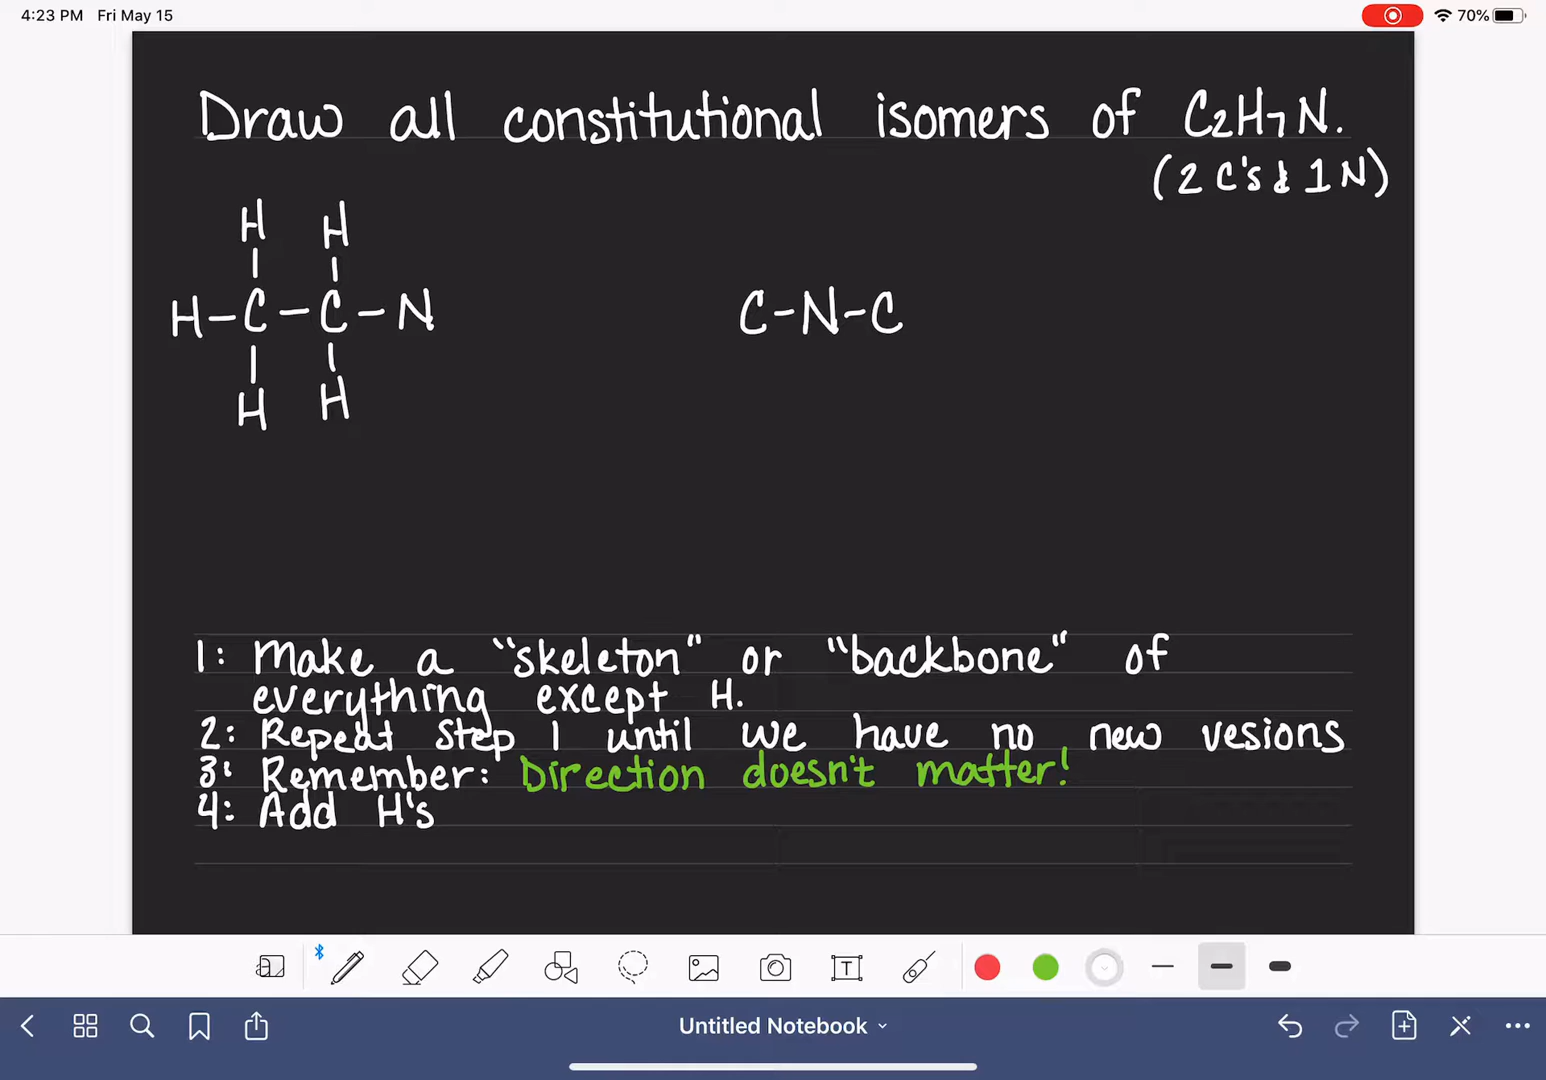 4:23 PM Fri May 15
70%
Draw all constitutional isomers of C₂H₇N.
(2 C's & 1 N)
H H
H-C-C-N
H H
C-N-C
1: Make a "skeleton" or "backbone" of
everything except H.
2: Repeat Step 1 until we have no new vesions
3: Remember: Direction doesn't matter!
4: Add H's
T
Untitled Notebook